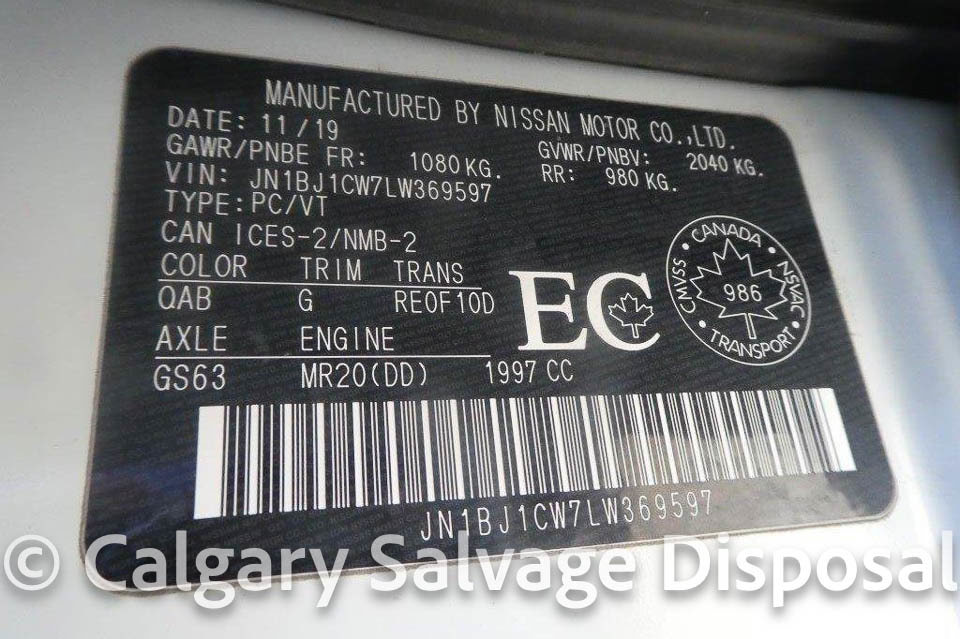 MANUFACTURED BY NISSAN MOTOR CO.,LTD.
DATE: 11/19 GVWR/PNBV: 2040 KG.
GAWR/PNBE FR: 1080 KG. RR: 980 KG.
VIN: JN1BJ1CW7LW369597
TYPE: PC/VT
CAN ICES-2/NMB-2
COLOR TRIM TRANS
QAB G RE0F10D
AXLE ENGINE
GS63 MR20(DD) 1997 CC
EC
CANADA
CMVSS 986 NSVAC
TRANSPORT
JN1BJ1CW7LW369597
© Calgary Salvage Disposal